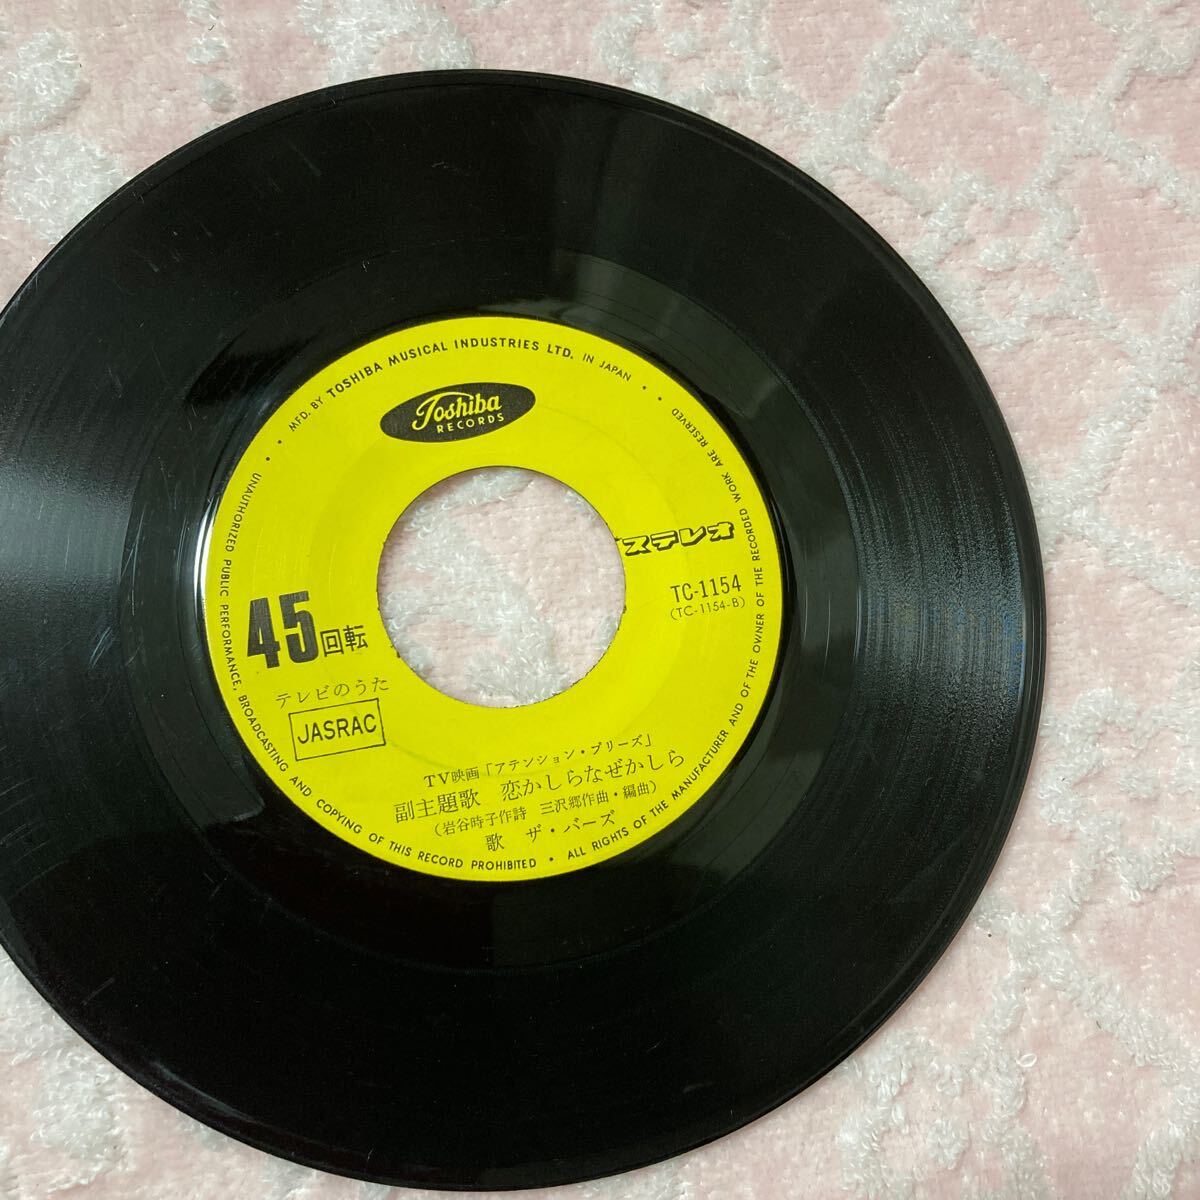 MFD. BY TOSHIBA MUSICAL INDUSTRIES LTD. IN JAPAN
Toshiba
RECORDS
ステレオ
TC-1154
(TC-1154-B)
45回転
テレビのうた
JASRAC
TV映画「アテンション・プリーズ」
副主題歌 恋かしらなぜかしら
(岩谷時子作詩 三沢郷作曲・編曲)
歌 ザ・バーズ
UNAUTHORIZED PUBLIC PERFORMANCE, BROADCASTING AND COPYING OF THIS RECORD PROHIBITED • ALL RIGHTS OF THE MANUFACTURER AND OF THE OWNER OF THE RECORDED WORK ARE RESERVED